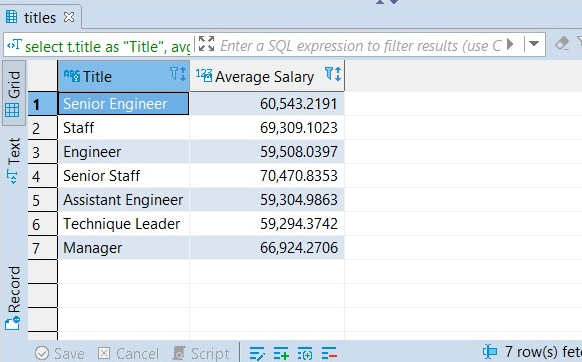 titles
select t.title as "Title", avg Enter a SQL expression to filter results (use C
Grid
Text
Record
ABC Title 123 Average Salary
1 Senior Engineer 60,543.2191
2 Staff 69,309.1023
3 Engineer 59,508.0397
4 Senior Staff 70,470.8353
5 Assistant Engineer 59,304.9863
6 Technique Leader 59,294.3742
7 Manager 66,924.2706
Save Cancel Script 7 row(s) fetc